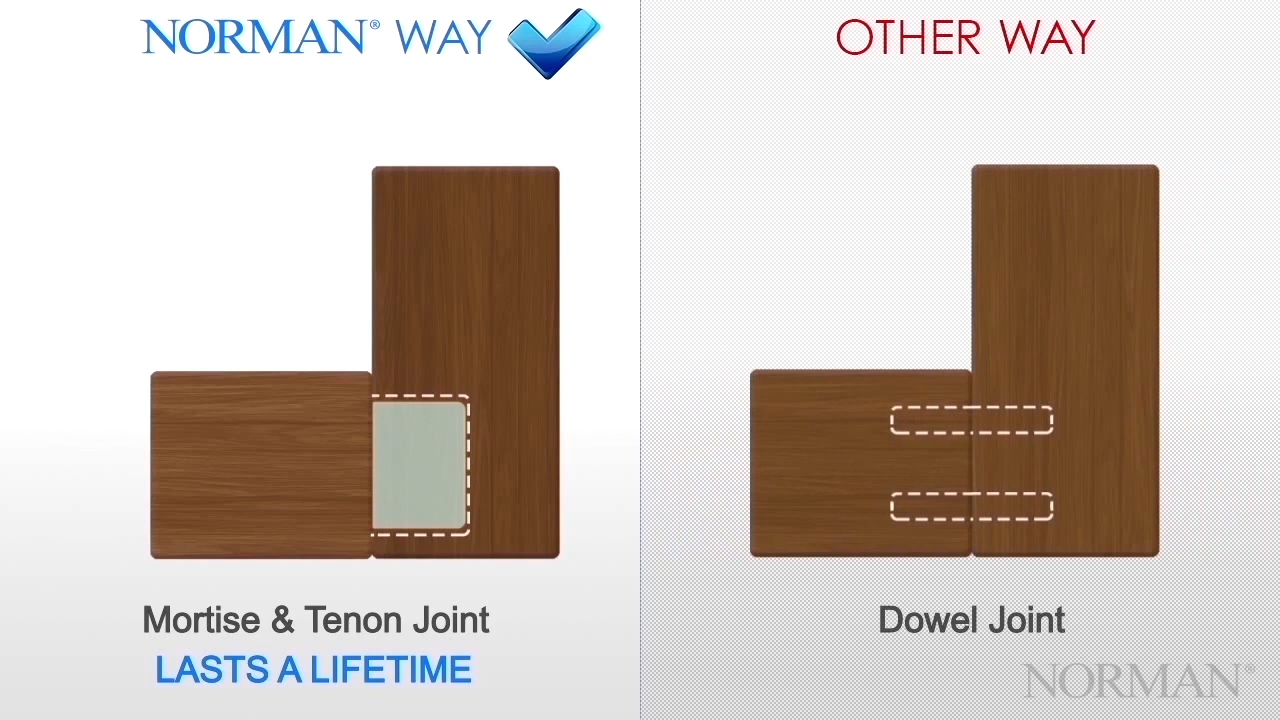 NORMAN® WAY
OTHER WAY
Mortise & Tenon Joint
LASTS A LIFETIME
Dowel Joint
NORMAN®